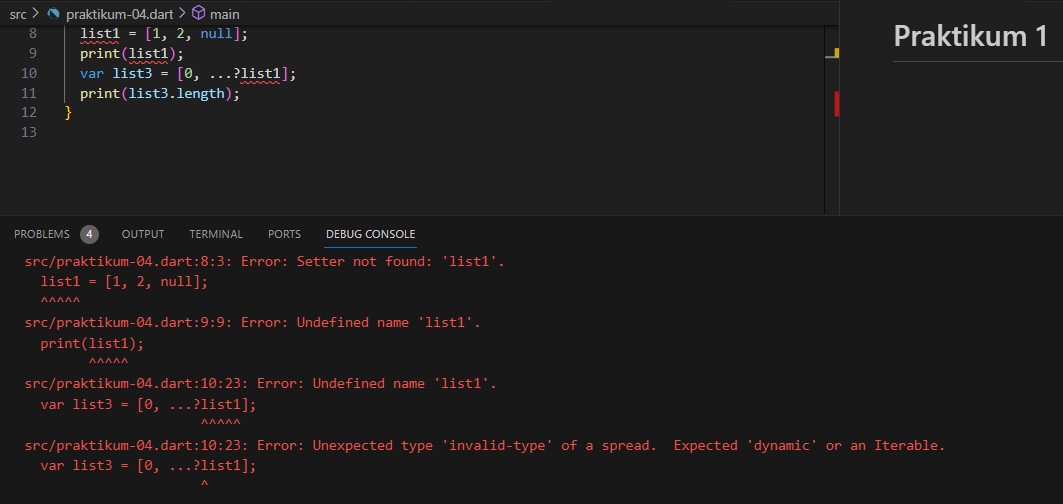 src > praktikum-04.dart > main
8 list1 = [1, 2, null];
9 print(list1);
10 var list3 = [0, ...?list1];
11 print(list3.length);
12 }
13
Praktikum 1
PROBLEMS 4 OUTPUT TERMINAL PORTS DEBUG CONSOLE
src/praktikum-04.dart:8:3: Error: Setter not found: 'list1'.
list1 = [1, 2, null];
^^^^^
src/praktikum-04.dart:9:9: Error: Undefined name 'list1'.
print(list1);
^^^^^
src/praktikum-04.dart:10:23: Error: Undefined name 'list1'.
var list3 = [0, ...?list1];
^^^^^
src/praktikum-04.dart:10:23: Error: Unexpected type 'invalid-type' of a spread.  Expected 'dynamic' or an Iterable.
var list3 = [0, ...?list1];
^